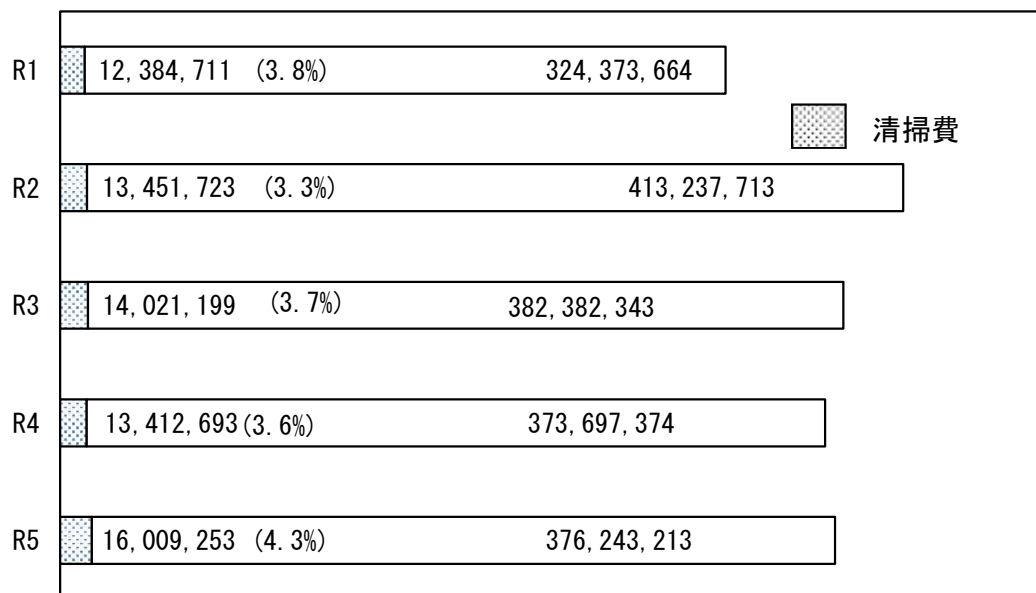 R1 12,384,711 (3.8%) 324,373,664
清掃費
R2 13,451,723 (3.3%) 413,237,713
R3 14,021,199 (3.7%) 382,382,343
R4 13,412,693 (3.6%) 373,697,374
R5 16,009,253 (4.3%) 376,243,213